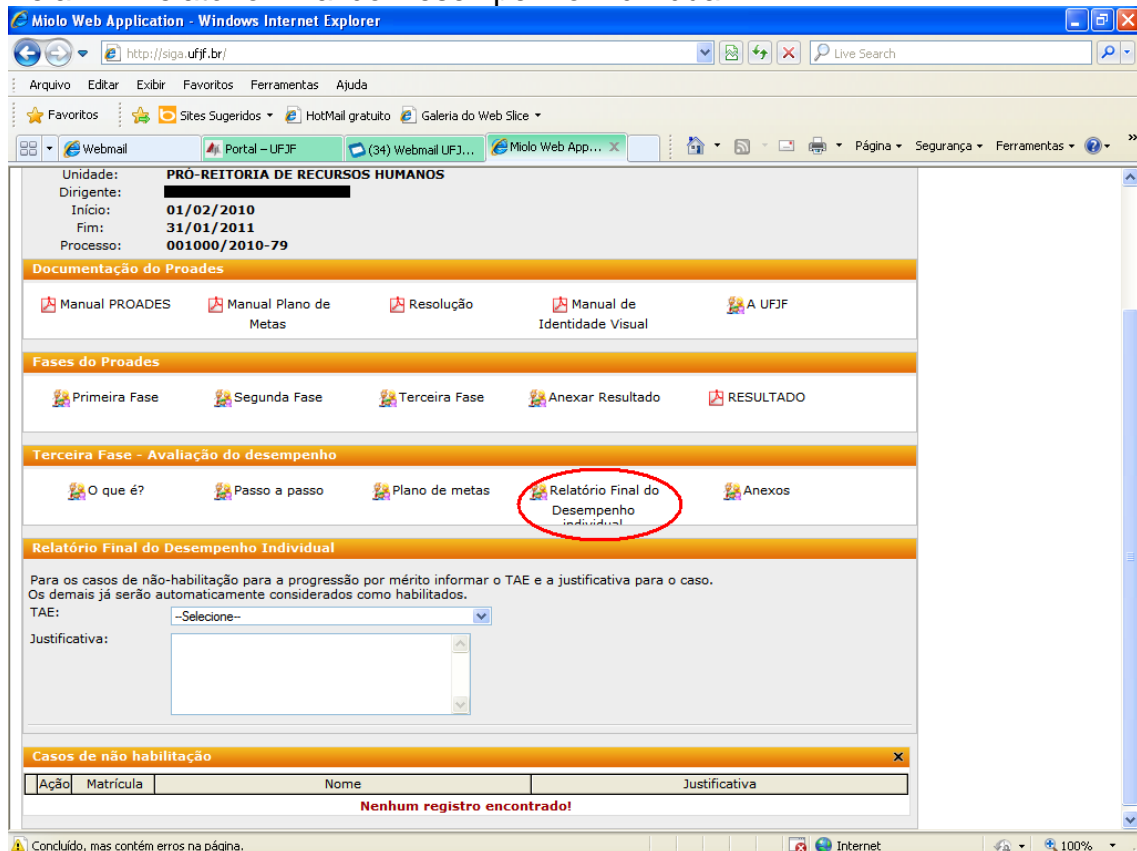 Miolo Web Application - Windows Internet Explorer
http://siga.ufjf.br/
Live Search
Arquivo Editar Exibir Favoritos Ferramentas Ajuda
Favoritos Sites Sugeridos HotMail gratuito Galeria do Web Slice
Webmail Portal – UFJF (34) Webmail UFJ... Miolo Web App... Página Segurança Ferramentas
Unidade: PRÓ-REITORIA DE RECURSOS HUMANOS
Dirigente:
Início: 01/02/2010
Fim: 31/01/2011
Processo: 001000/2010-79
Documentação do Proades
Manual PROADES Manual Plano de Metas Resolução Manual de Identidade Visual A UFJF
Fases do Proades
Primeira Fase Segunda Fase Terceira Fase Anexar Resultado RESULTADO
Terceira Fase - Avaliação do desempenho
O que é? Passo a passo Plano de metas Relatório Final do Desempenho individual Anexos
Relatório Final do Desempenho Individual
Para os casos de não-habilitação para a progressão por mérito informar o TAE e a justificativa para o caso.
Os demais já serão automaticamente considerados como habilitados.
TAE: --Selecione--
Justificativa:
Casos de não habilitação x
Ação Matrícula Nome Justificativa
Nenhum registro encontrado!
Concluído, mas contém erros na página. Internet 100%